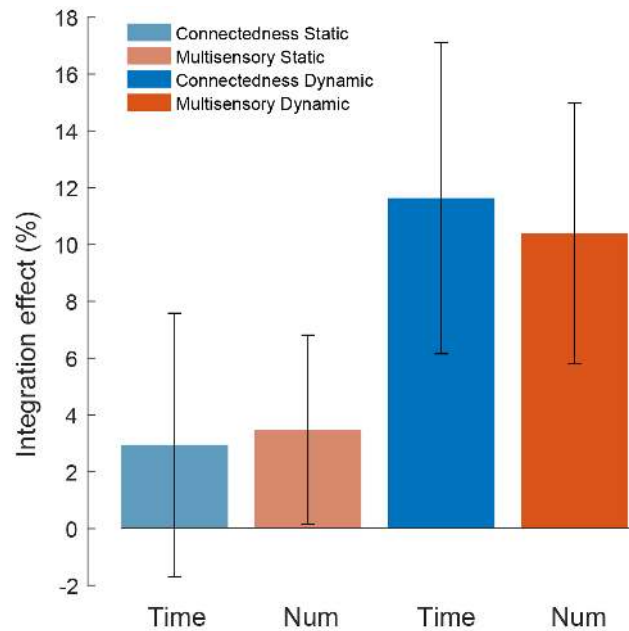 18
16
14
12
10
8
6
4
2
0
-2
Integration effect (%)
Connectedness Static
Multisensory Static
Connectedness Dynamic
Multisensory Dynamic
Time Num Time Num